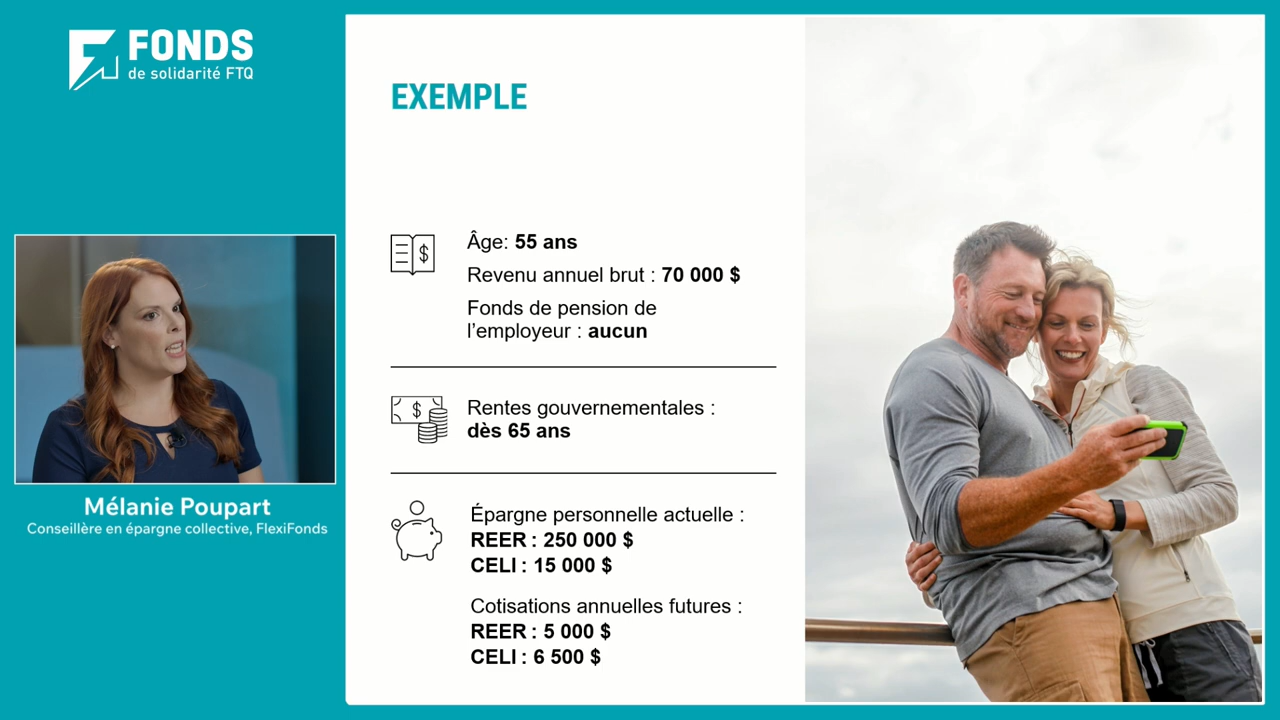 FONDS
de solidarité FTQ
EXEMPLE
Âge: 55 ans
Revenu annuel brut : 70 000 $
Fonds de pension de
l’employeur : aucun
Rentes gouvernementales :
dès 65 ans
Épargne personnelle actuelle :
REER : 250 000 $
CELI : 15 000 $
Cotisations annuelles futures :
REER : 5 000 $
CELI : 6 500 $
Mélanie Poupart
Conseillère en épargne collective, FlexiFonds